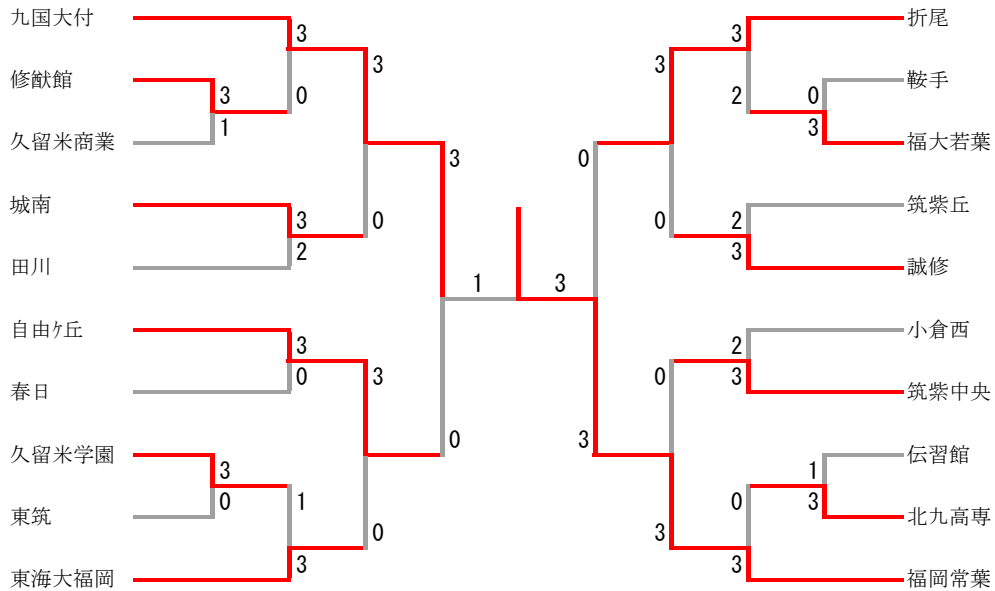 九国大付
3
修猷館
3
0
1
久留米商業
3
城南
3
2
0
田川
3
自由ｹ丘
3
0
春日
3
久留米学園
3
0
東筑
1
3
0
東海大福岡
0
1
3
折尾
3
鞍手
0
2
3
福大若葉
3
筑紫丘
2
3
誠修
0
0
小倉西
2
3
筑紫中央
0
伝習館
1
3
北九高専
0
3
福岡常葉
3
3